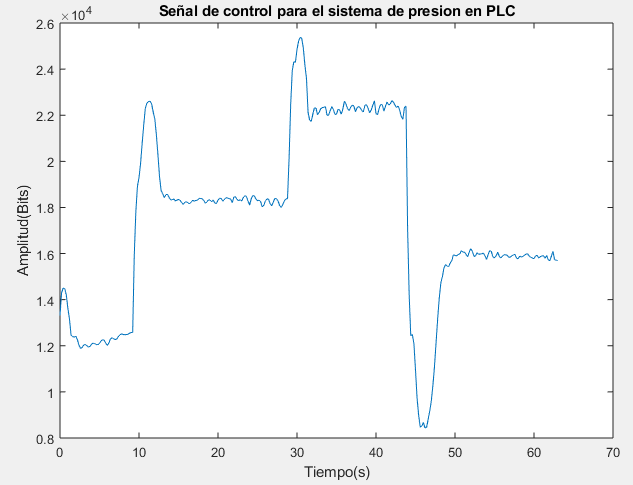 Señal de control para el sistema de presion en PLC
×10⁴
2.6
2.4
2.2
2
1.8
1.6
1.4
1.2
1
0.8
Amplitud(Bits)
0 10 20 30 40 50 60 70
Tiempo(s)